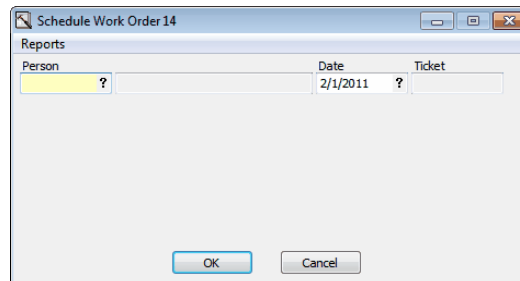 Schedule Work Order 14
Reports
Person Date Ticket
? 2/1/2011 ?
OK Cancel